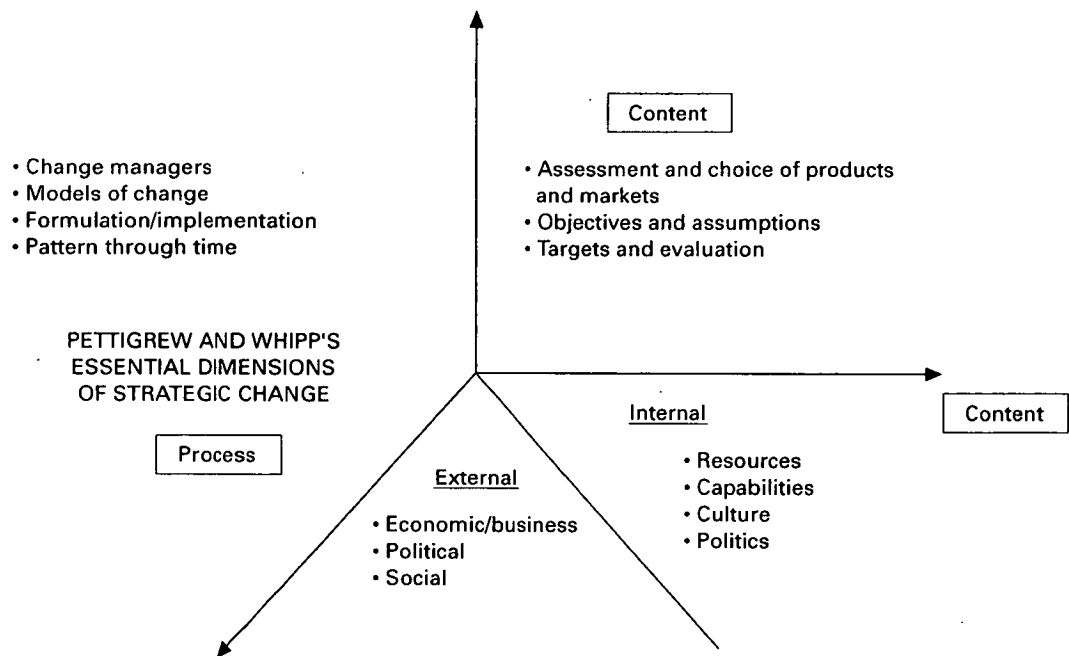 Content
• Assessment and choice of products
and markets
• Objectives and assumptions
• Targets and evaluation
• Change managers
• Models of change
• Formulation/implementation
• Pattern through time
PETTIGREW AND WHIPP'S
ESSENTIAL DIMENSIONS
OF STRATEGIC CHANGE
Process
Internal
Content
• Resources
• Capabilities
• Culture
• Politics
External
• Economic/business
• Political
• Social